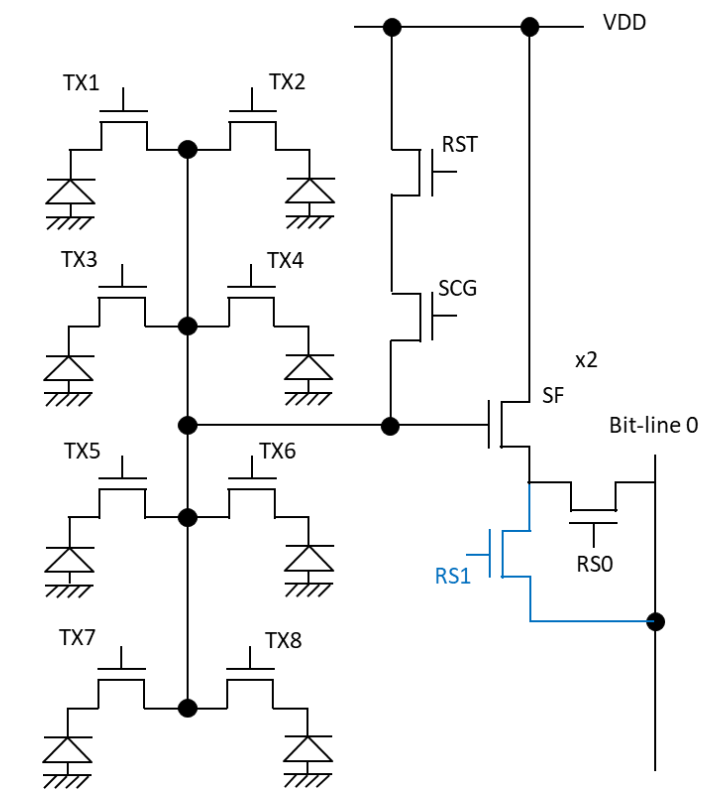 VDD
TX1
TX2
RST
TX3
TX4
SCG
x2
SF
Bit-line 0
TX5
TX6
RS0
RS1
TX7
TX8